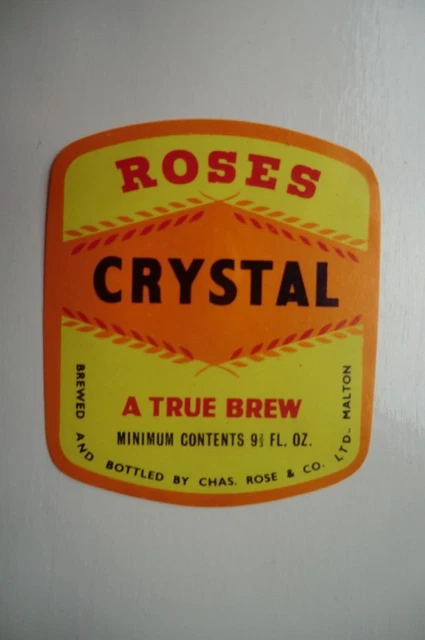 ROSES
CRYSTAL
A TRUE BREW
MINIMUM CONTENTS 9⅔ FL. OZ.
BREWED AND BOTTLED BY CHAS. ROSE & CO. LTD. MALTON